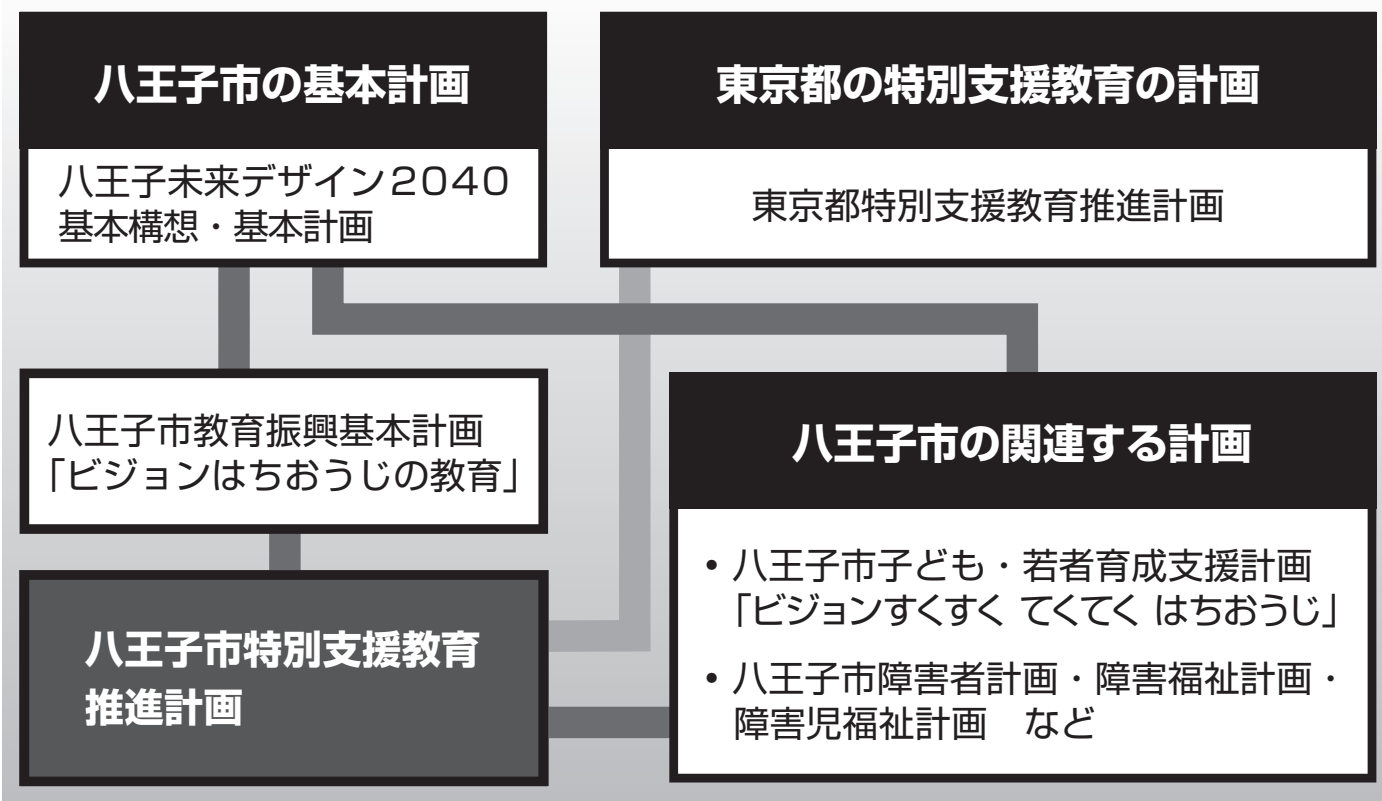 八王子市の基本計画
八王子未来デザイン2040
基本構想・基本計画
東京都の特別支援教育の計画
東京都特別支援教育推進計画
八王子市教育振興基本計画
「ビジョンはちおうじの教育」
八王子市特別支援教育
推進計画
八王子市の関連する計画
• 八王子市子ども・若者育成支援計画
「ビジョンすくすく てくてく はちおうじ」
• 八王子市障害者計画・障害福祉計画・
障害児福祉計画　など